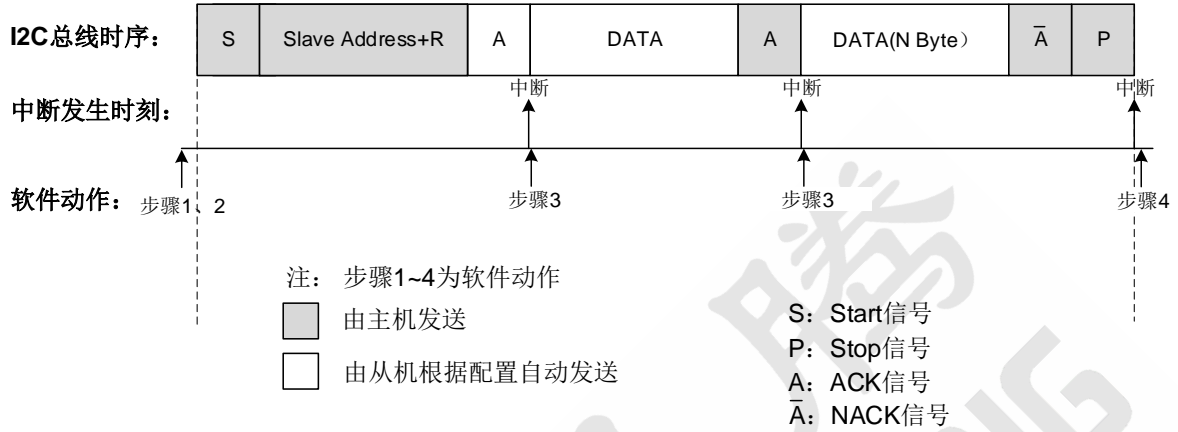 I2C总线时序： S Slave Address+R A DATA A DATA(N Byte） A̅ P
中断 中断 中断
中断发生时刻：
软件动作： 步骤1、2 步骤3 步骤3 步骤4
注： 步骤1~4为软件动作
由主机发送
由从机根据配置自动发送
S：Start信号
P：Stop信号
A：ACK信号
A̅：NACK信号
腾
NG